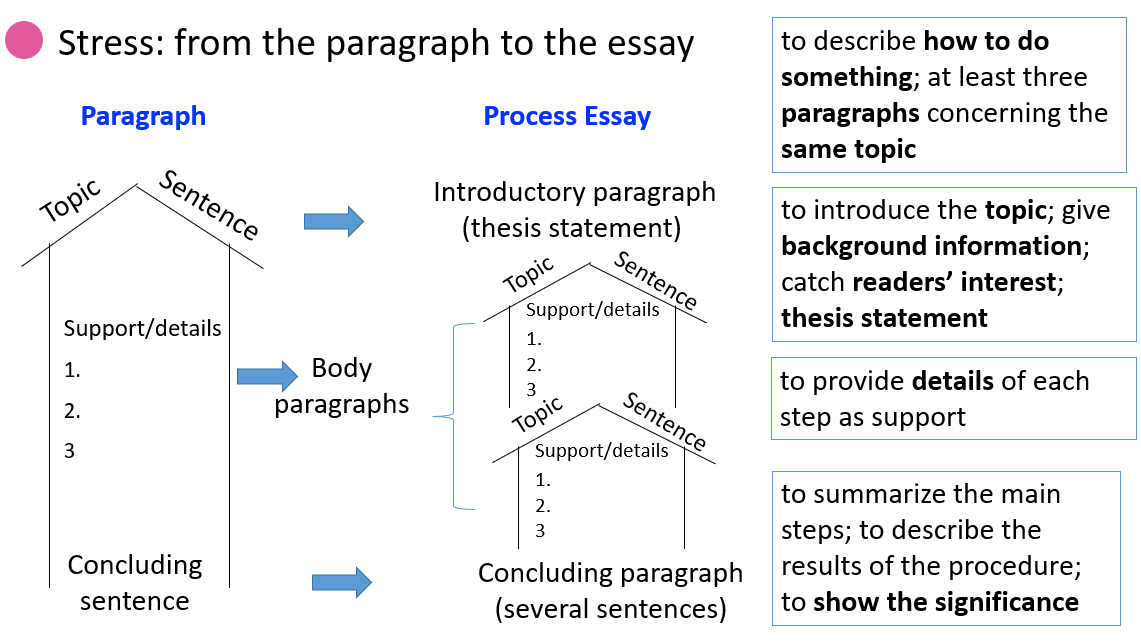 Stress: from the paragraph to the essay
Paragraph
Topic Sentence
Support/details
1.
2.
3
Concluding
sentence
Body
paragraphs
Process Essay
Introductory paragraph
(thesis statement)
Topic Sentence
Support/details
1.
2.
3
Topic Sentence
Support/details
1.
2.
3
Concluding paragraph
(several sentences)
to describe how to do
something; at least three
paragraphs concerning the
same topic
to introduce the topic; give
background information;
catch readers’ interest;
thesis statement
to provide details of each
step as support
to summarize the main
steps; to describe the
results of the procedure;
to show the significance